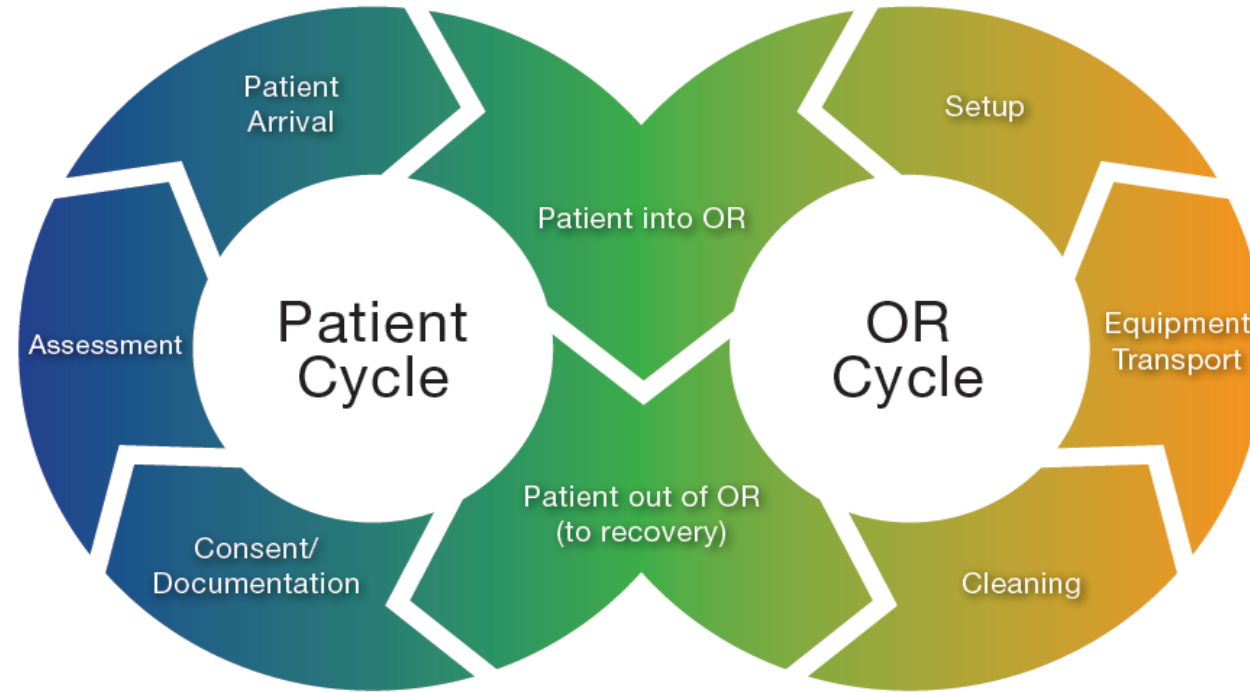 Patient
Arrival
Setup
Patient into OR
Patient
Cycle
OR
Cycle
Assessment
Equipment
Transport
Patient out of OR
(to recovery)
Consent/
Documentation
Cleaning